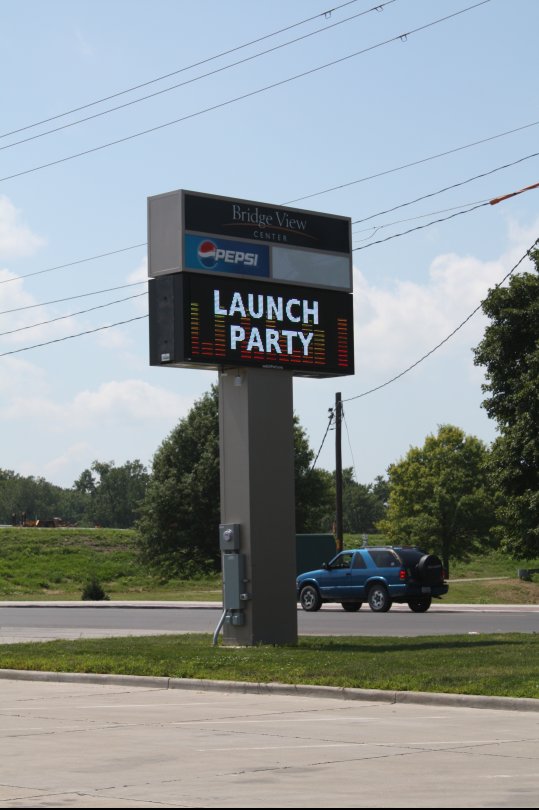 Bridge View
CENTER
PEPSI
LAUNCH
PARTY